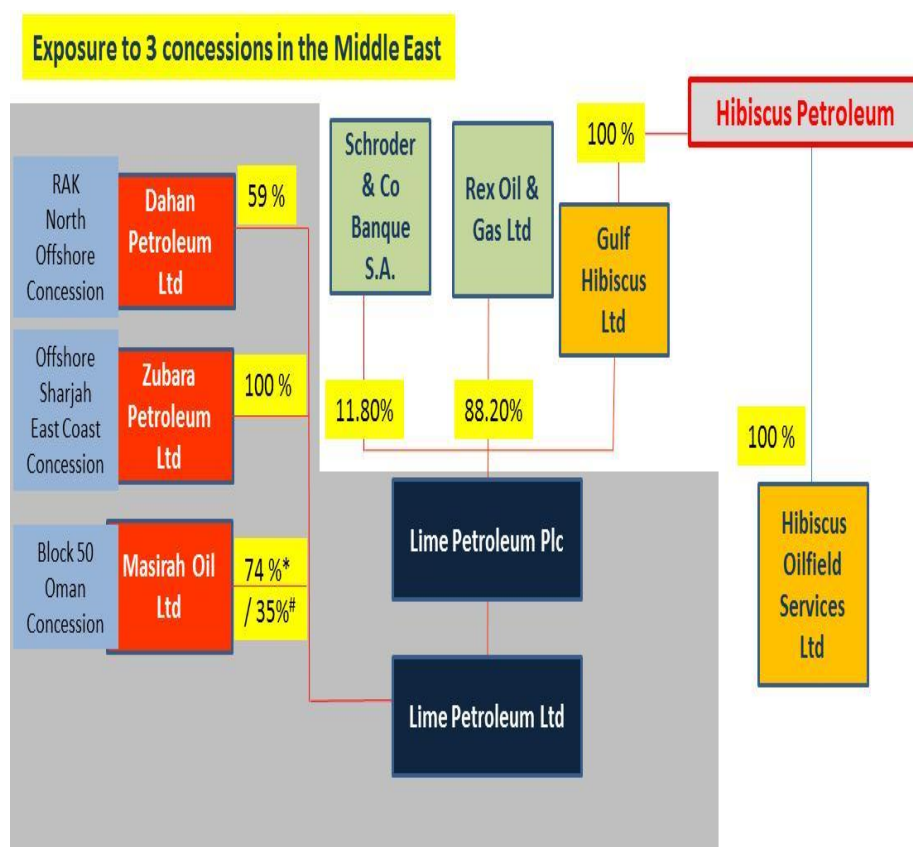 Exposure to 3 concessions in the Middle East
Hibiscus Petroleum
100 %
Schroder
& Co
Banque
S.A.
Rex Oil &
Gas Ltd
Gulf
Hibiscus
Ltd
RAK
North
Offshore
Concession
Dahan
Petroleum
Ltd
59 %
Offshore
Sharjah
East Coast
Concession
Zubara
Petroleum
Ltd
100 %
11.80%
88.20%
100 %
Block 50
Oman
Concession
Masirah Oil
Ltd
74 %*
/ 35%#
Lime Petroleum Plc
Hibiscus
Oilfield
Services
Ltd
Lime Petroleum Ltd